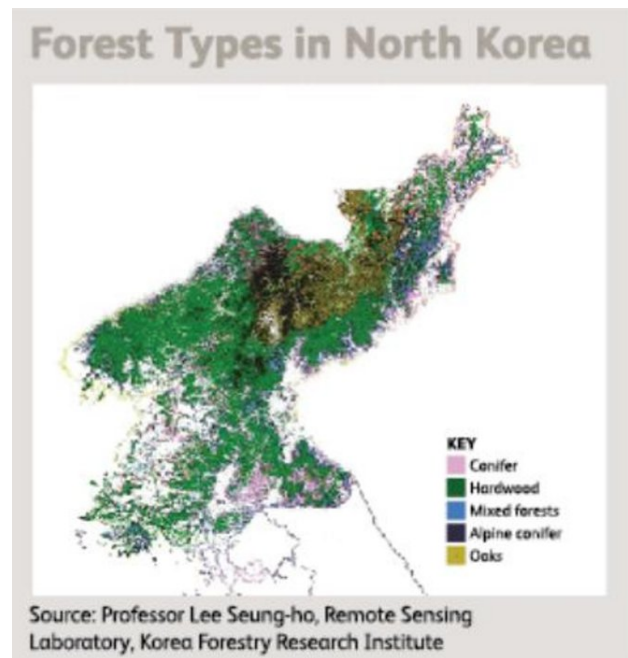 Forest Types in North Korea
KEY
Conifer
Hardwood
Mixed forests
Alpine conifer
Oaks
Source: Professor Lee Seung-ho, Remote Sensing
Laboratory, Korea Forestry Research Institute